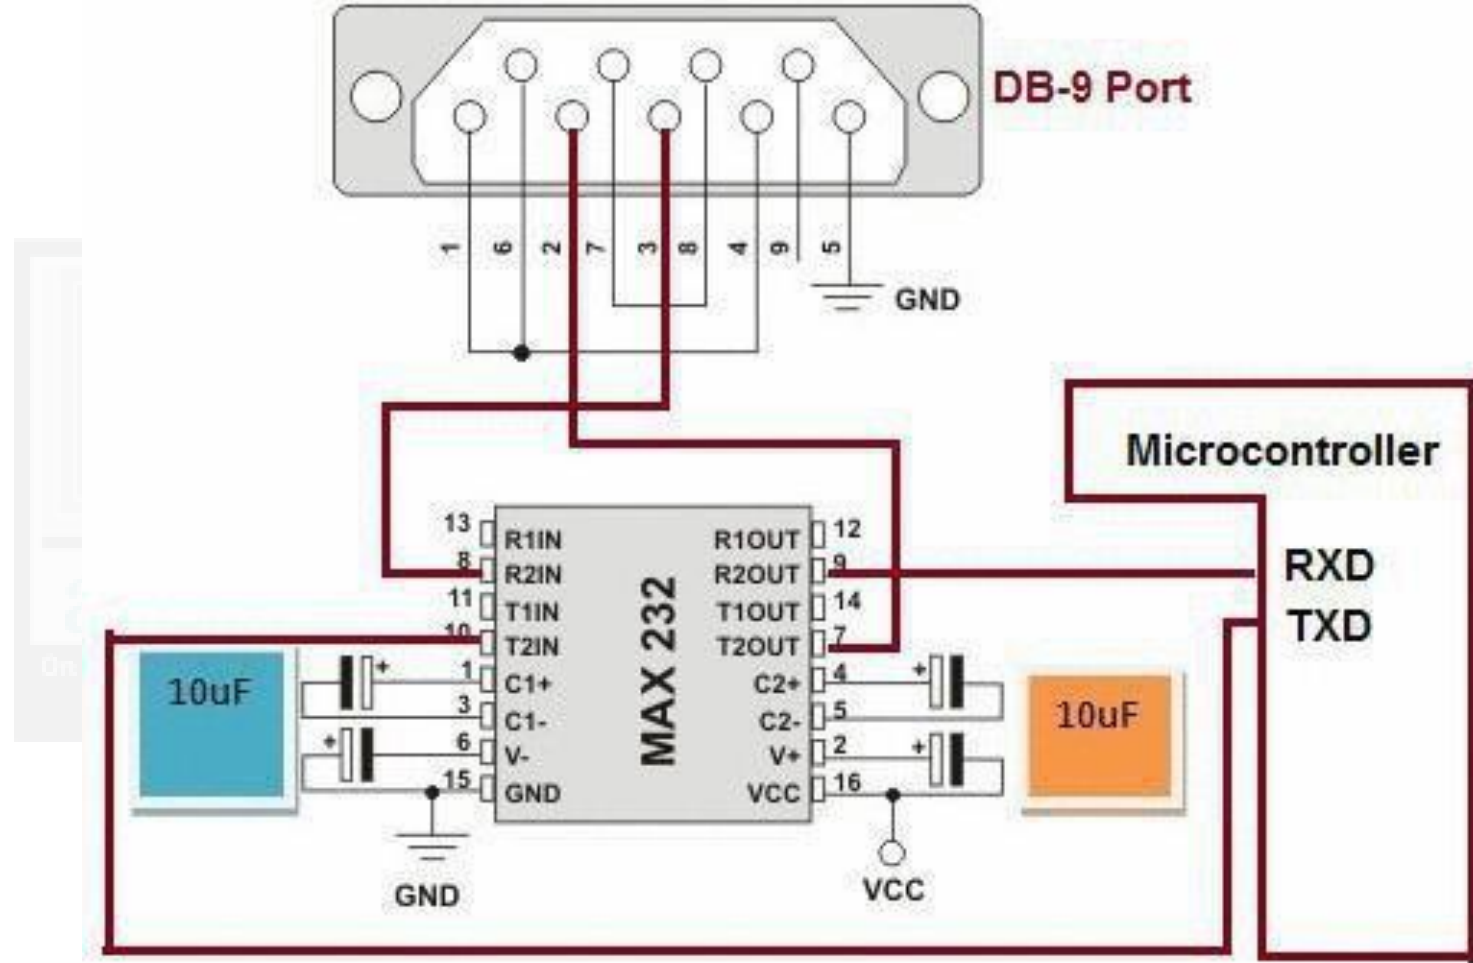 DB-9 Port
1
6
2
7
3
8
4
9
5
GND
Microcontroller
RXD
TXD
MAX 232
13 R1IN R1OUT 12
8 R2IN R2OUT 9
11 T1IN T1OUT 14
10 T2IN T2OUT 7
+ 1 C1+ C2+ 4 +
3 C1- C2- 5
+ 6 V- V+ 2 +
15 GND VCC 16
10uF
10uF
GND
VCC